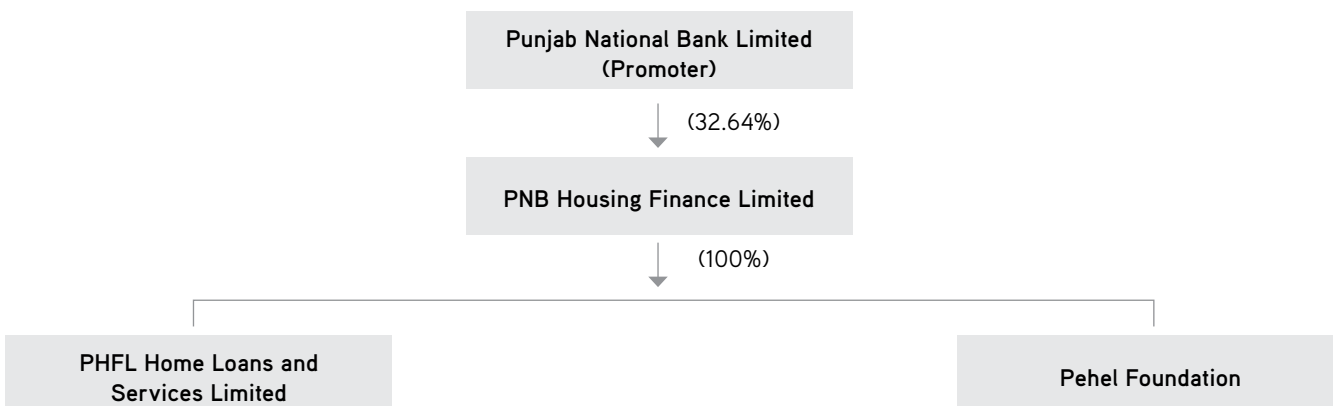 Punjab National Bank Limited
(Promoter)
(32.64%)
PNB Housing Finance Limited
(100%)
PHFL Home Loans and
Services Limited
Pehel Foundation